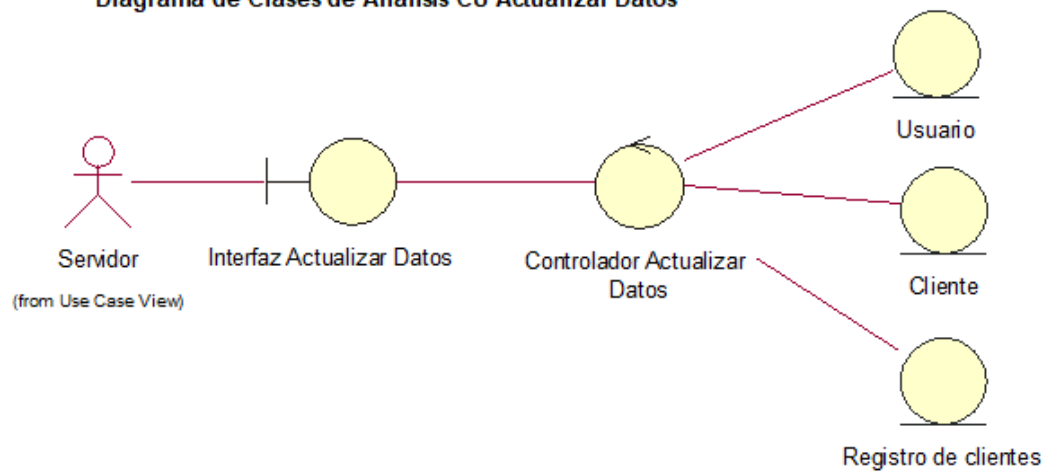 Diagrama de Clases de Análisis CU Actualizar Datos
Usuario
Servidor
(from Use Case View)
Interfaz Actualizar Datos
Controlador Actualizar
Datos
Cliente
Registro de clientes